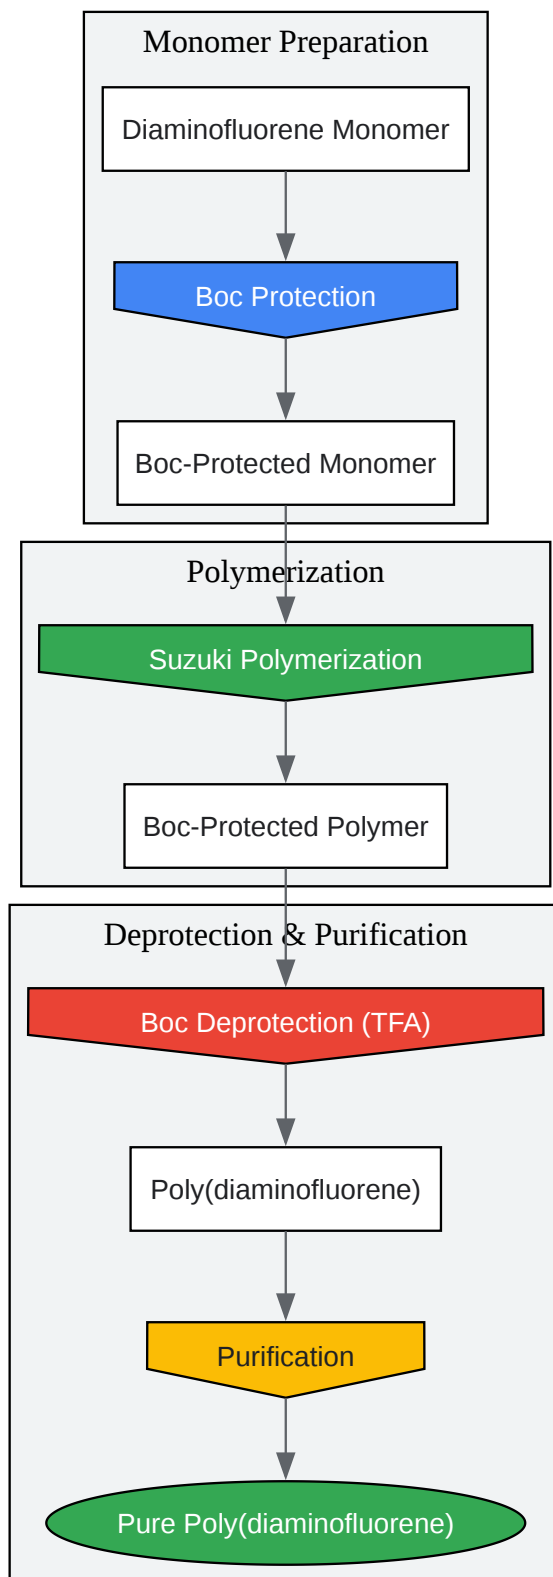 Monomer Preparation
Diaminofluorene Monomer
Boc Protection
Boc-Protected Monomer
Polymerization
Suzuki Polymerization
Boc-Protected Polymer
Deprotection & Purification
Boc Deprotection (TFA)
Poly(diaminofluorene)
Purification
Pure Poly(diaminofluorene)